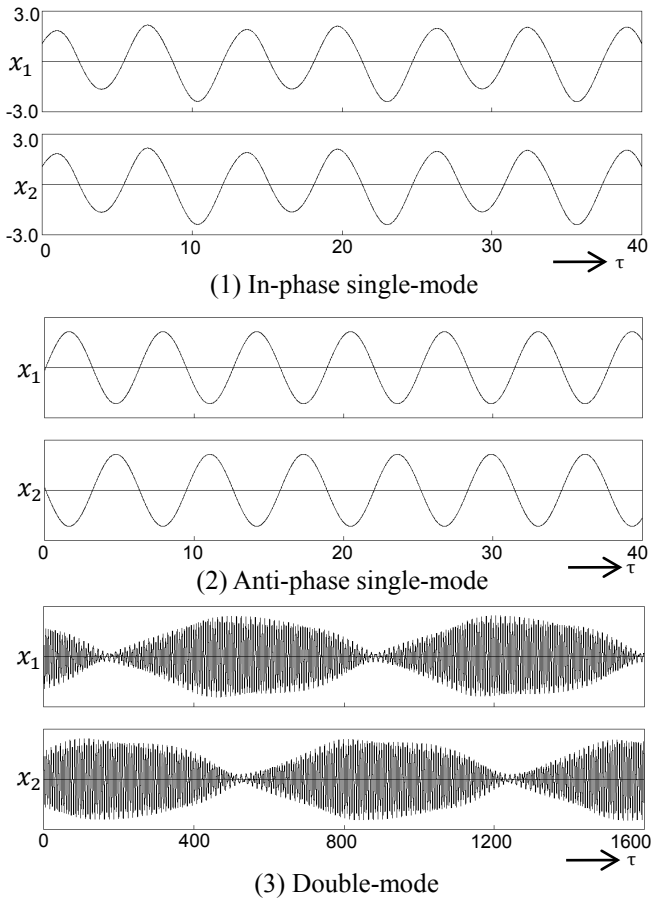 3.0
x₁
-3.0
3.0
x₂
-3.0
0 10 20 30 40
τ
(1) In-phase single-mode
x₁
x₂
0 10 20 30 40
τ
(2) Anti-phase single-mode
x₁
x₂
0 400 800 1200 1600
τ
(3) Double-mode